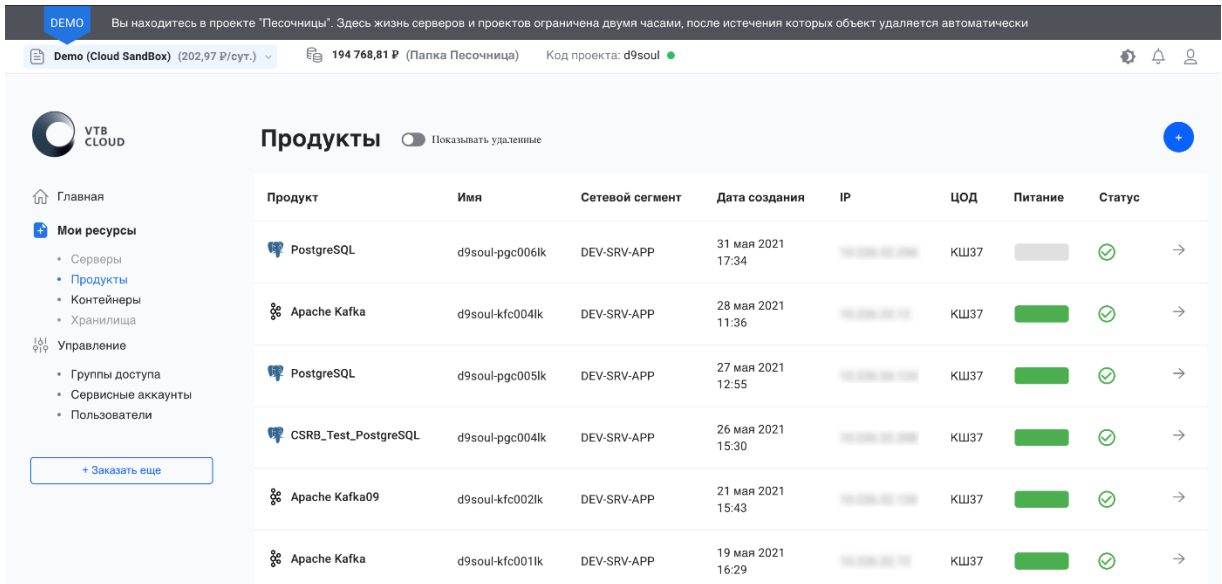 DEMO Вы находитесь в проекте "Песочницы". Здесь жизнь серверов и проектов ограничена двумя часами, после истечения которых объект удаляется автоматически
Demo (Cloud SandBox) (202,97 ₽/сут.) 194 768,81 ₽ (Папка Песочница) Код проекта: d9soul
VTB
CLOUD
Главная
Мои ресурсы
Серверы
Продукты
Контейнеры
Хранилища
Управление
Группы доступа
Сервисные аккаунты
Пользователи
+ Заказать еще
Продукты Показывать удаленные
+
Продукт Имя Сетевой сегмент Дата создания IP ЦОД Питание Статус
PostgreSQL d9soul-pgc006lk DEV-SRV-APP 31 мая 2021 КШ37
17:34
Apache Kafka d9soul-kfc004lk DEV-SRV-APP 28 мая 2021 КШ37
11:36
PostgreSQL d9soul-pgc005lk DEV-SRV-APP 27 мая 2021 КШ37
12:55
CSRB_Test_PostgreSQL d9soul-pgc004lk DEV-SRV-APP 26 мая 2021 КШ37
15:30
Apache Kafka09 d9soul-kfc002lk DEV-SRV-APP 21 мая 2021 КШ37
15:43
Apache Kafka d9soul-kfc001lk DEV-SRV-APP 19 мая 2021 КШ37
16:29